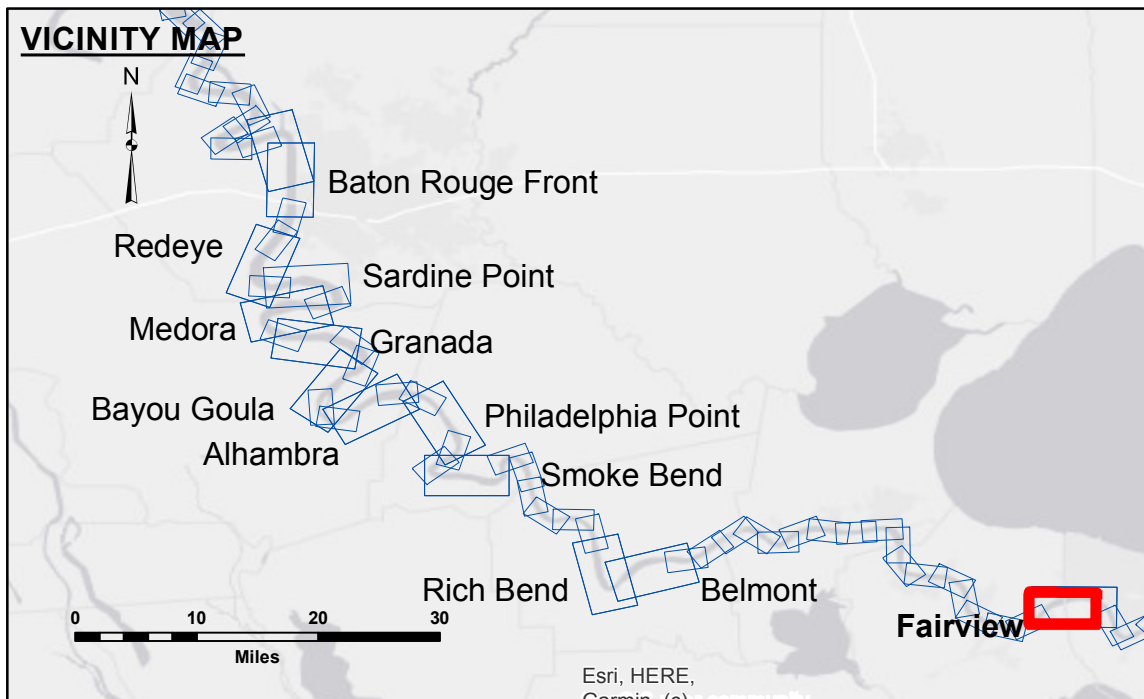 VICINITY MAP
N
Baton Rouge Front
Redeye
Sardine Point
Medora
Granada
Bayou Goula
Philadelphia Point
Alhambra
Smoke Bend
Rich Bend
Belmont
Fairview
0 10 20 30
Miles
Esri, HERE,